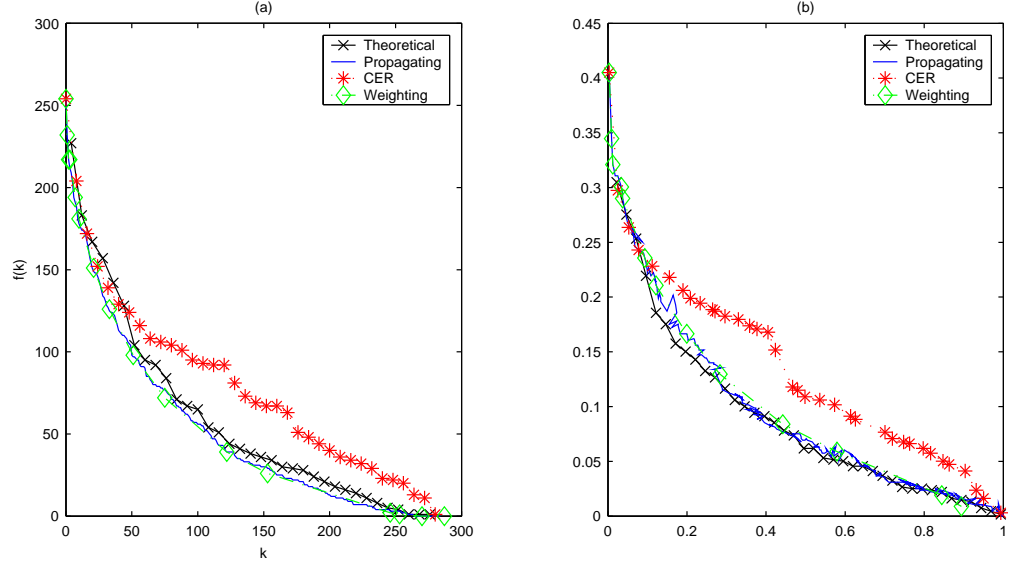 (a)
300
250
200
150
100
50
0
f(k)
0 50 100 150 200 250 300
k
Theoretical
Propagating
CER
Weighting
(b)
0.45
0.4
0.35
0.3
0.25
0.2
0.15
0.1
0.05
0
0 0.2 0.4 0.6 0.8 1
Theoretical
Propagating
CER
Weighting